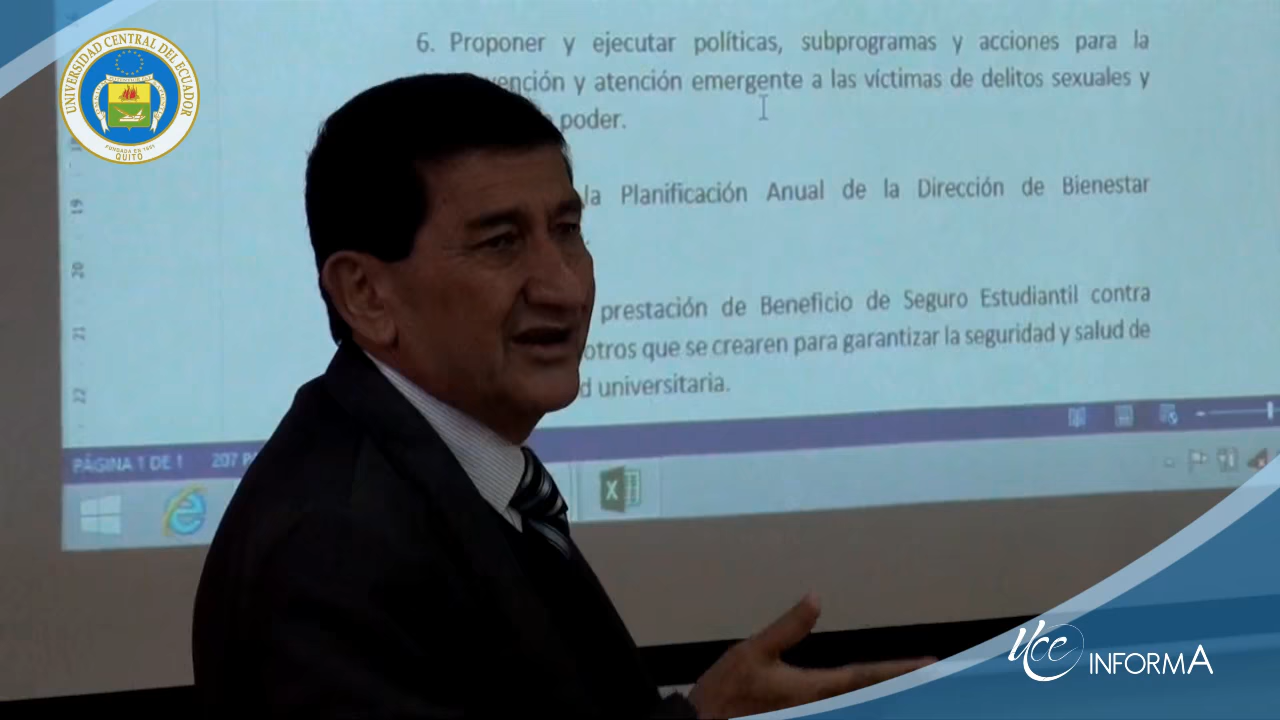 UNIVERSIDAD CENTRAL DEL ECUADOR
FUNDADA EN
QUITO
6. Proponer y ejecutar políticas, subprogramas y acciones para la
y atención emergente a las víctimas de delitos sexuales y
poder.
la Planificación Anual de la Dirección de Bienestar
prestación de Beneficio de Seguro Estudiantil contra
otros que se crearen para garantizar la seguridad y salud de
universitaria.
19
20
21
22
PÁGINA 1 DE 1 207
UCE INFORMA